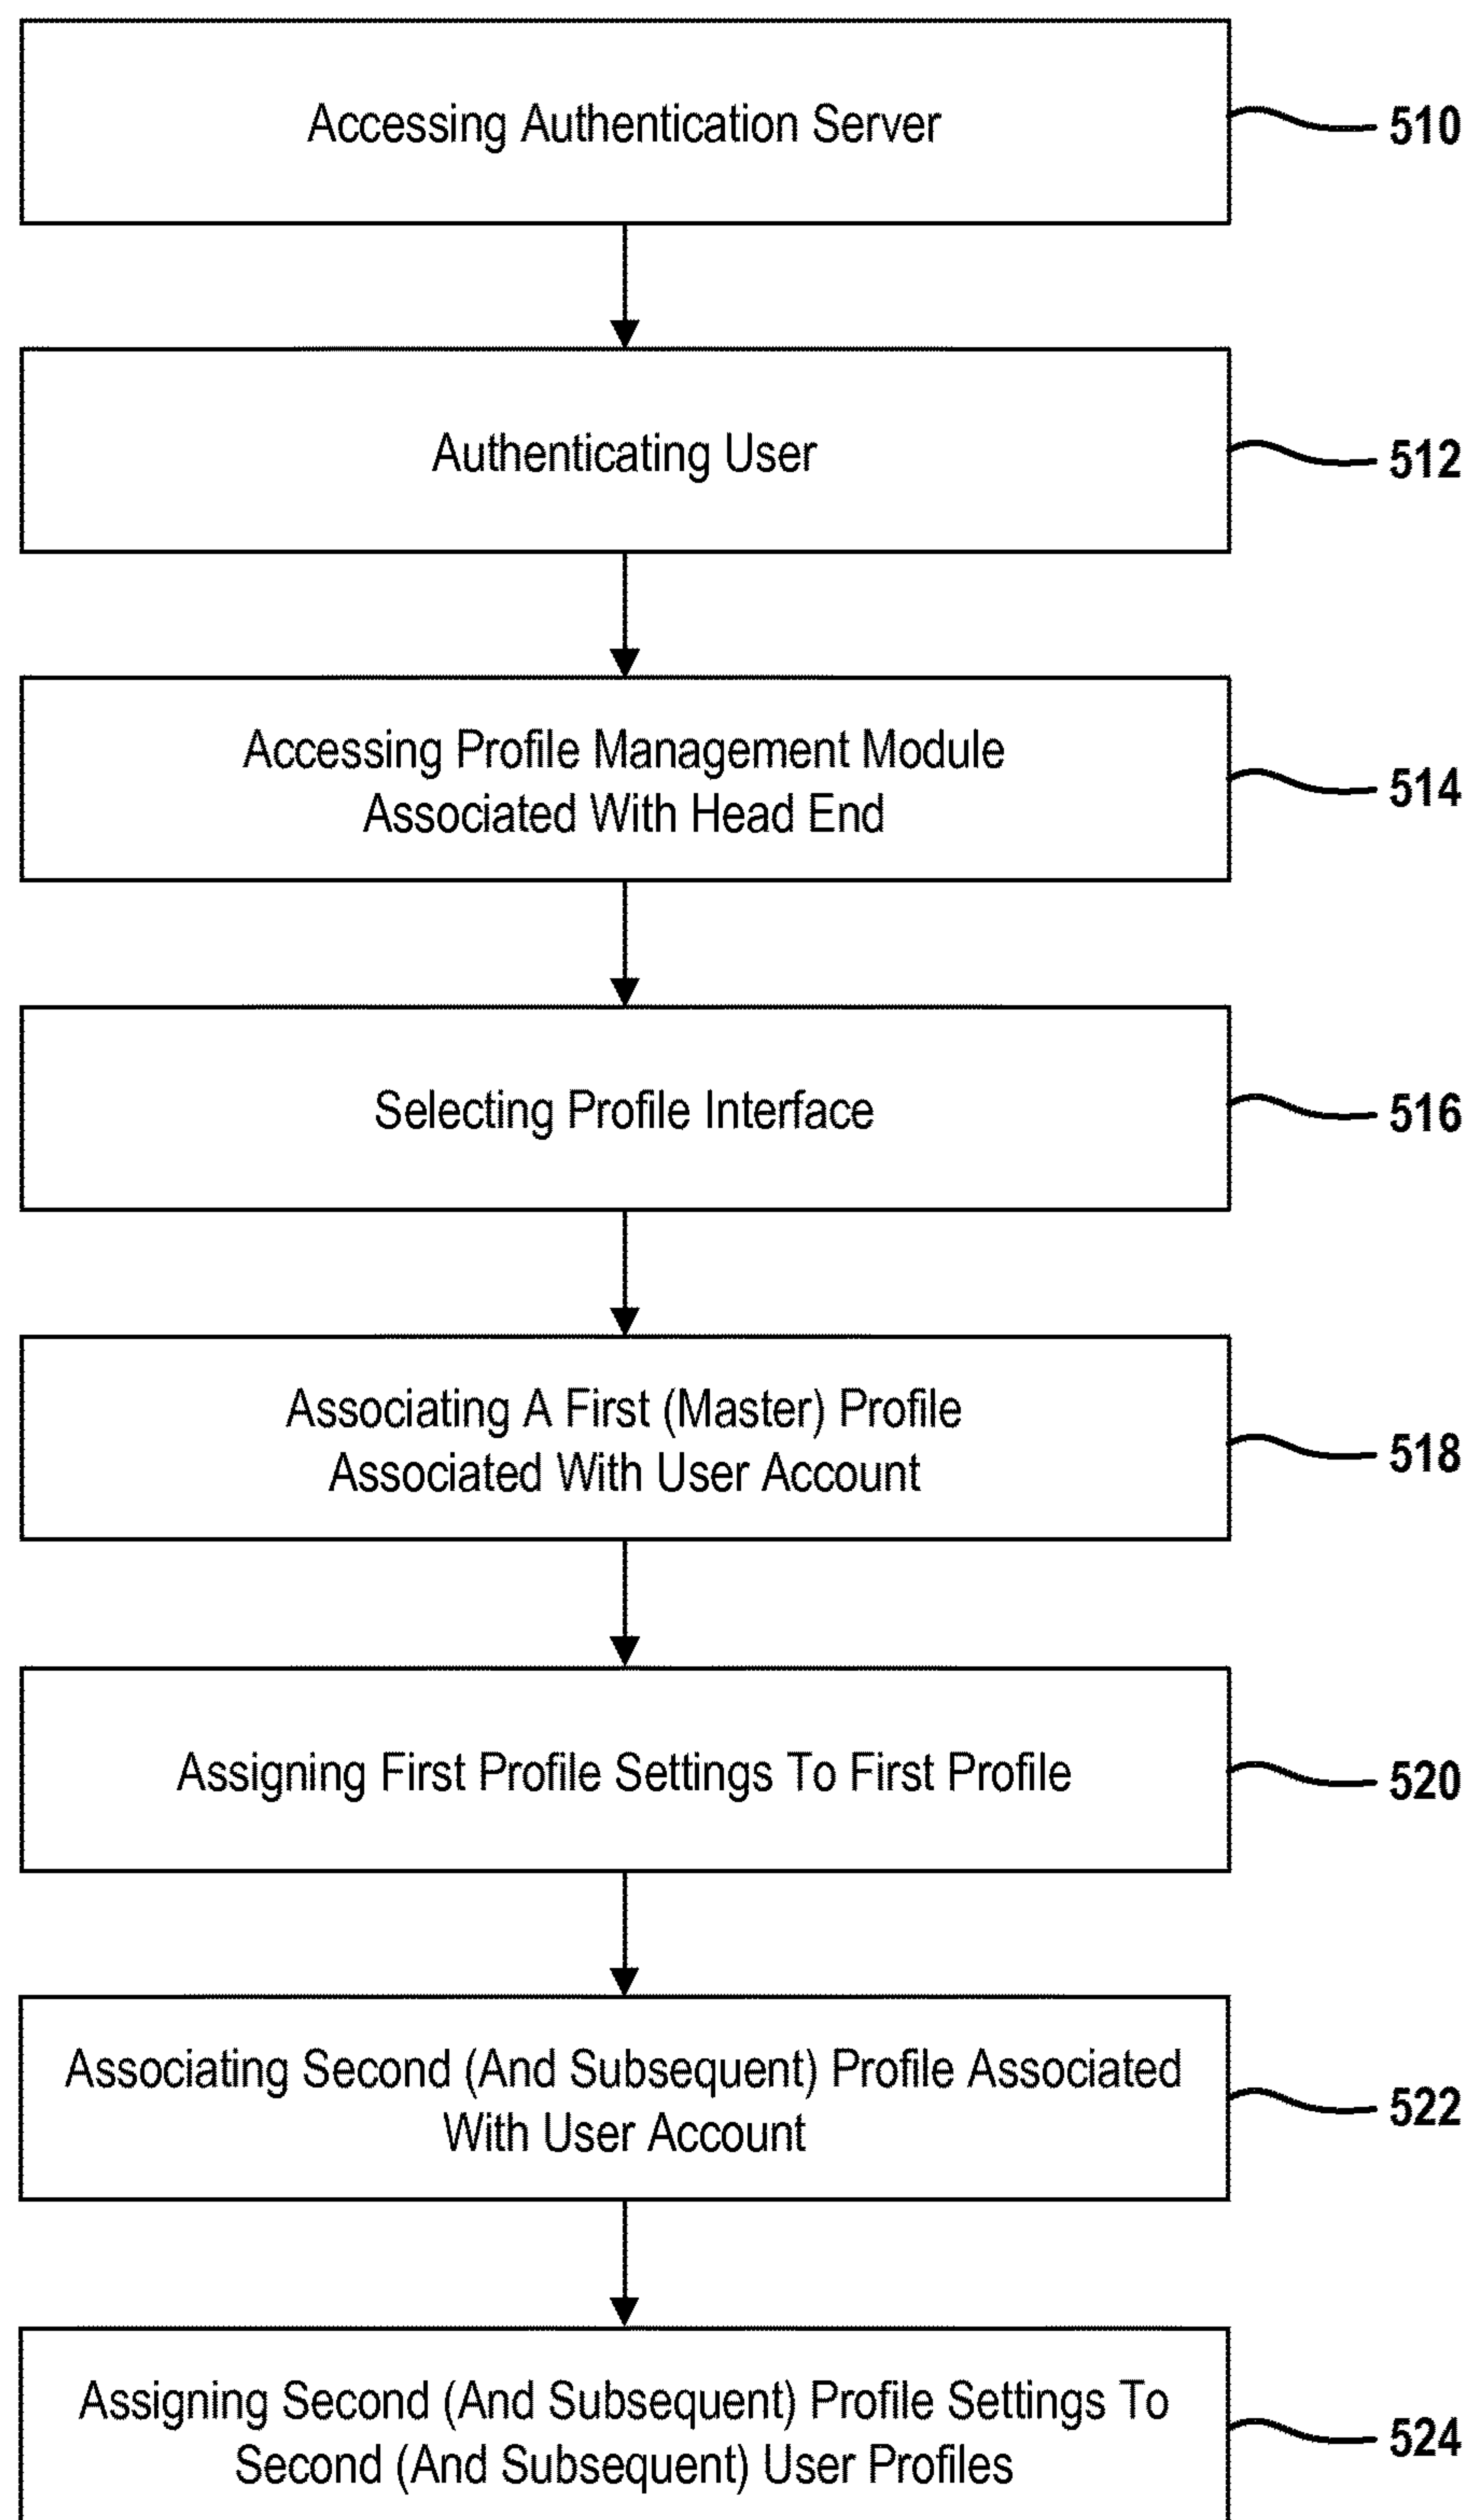 Accessing Authentication Server
510
Authenticating User
512
Accessing Profile Management Module
Associated With Head End
514
Selecting Profile Interface
516
Associating A First (Master) Profile
Associated With User Account
518
Assigning First Profile Settings To First Profile
520
Associating Second (And Subsequent) Profile Associated
With User Account
522
Assigning Second (And Subsequent) Profile Settings To
Second (And Subsequent) User Profiles
524